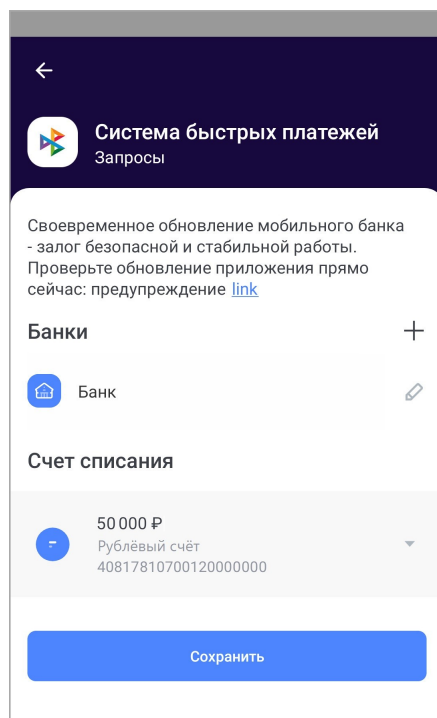 Система быстрых платежей
Запросы
Своевременное обновление мобильного банка
- залог безопасной и стабильной работы.
Проверьте обновление приложения прямо
сейчас: предупреждение link
Банки
Банк
Счет списания
50 000 ₽
Рублёвый счёт
40817810700120000000
Сохранить